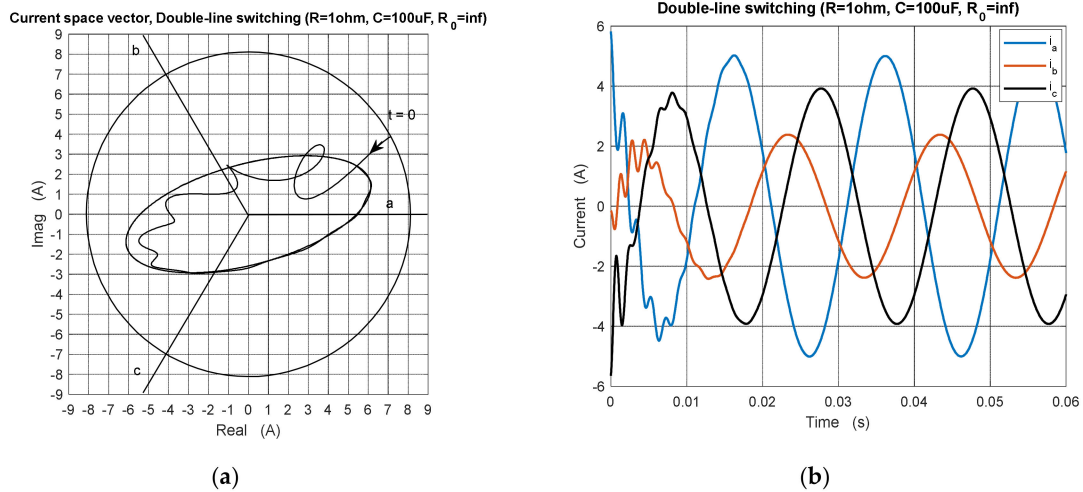 Current space vector, Double-line switching (R=1ohm, C=100uF, R0=inf)
9
8
7
6
5
4
3
2
1
0
-1
-2
-3
-4
-5
-6
-7
-8
-9
Imag (A)
b
t = 0
a
c
-9 -8 -7 -6 -5 -4 -3 -2 -1 0 1 2 3 4 5 6 7 8 9
Real (A)
(a)
Double-line switching (R=1ohm, C=100uF, R0=inf)
6
4
2
0
-2
-4
-6
Current (A)
ia
ib
ic
0 0.01 0.02 0.03 0.04 0.05 0.06
Time (s)
(b)